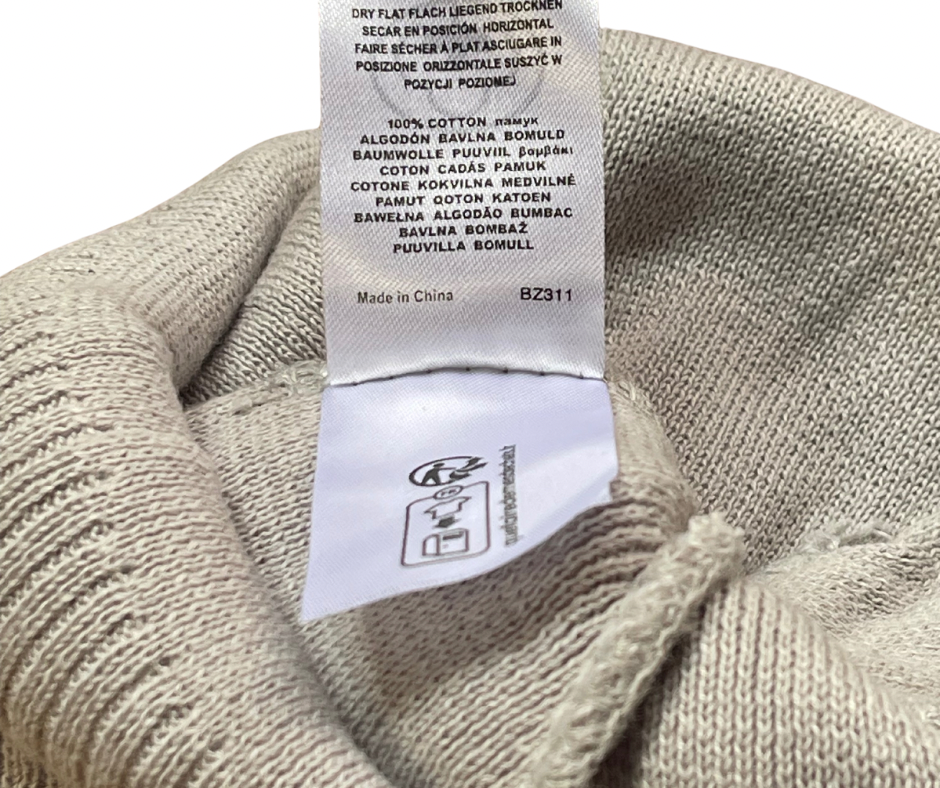 DRY FLAT FLACH LIEGEND TROCKNEN
SECAR EN POSICIÓN HORIZONTAL
FAIRE SÉCHER À PLAT ASCIUGARE IN
POSIZIONE ORIZZONTALE SUSZYĆ W
POZYCJI POZIOMEJ
100% COTTON памук
ALGODÓN BAVLNA BOMULD
BAUMWOLLE PUUVIIL βαμβάκι
COTON CADÁS PAMUK
COTONE KOKVILNA MEDVILNĖ
PAMUT QOTON KATOEN
BAWEŁNA ALGODÃO BUMBAC
BAVLNA BOMBAŽ
PUUVILLA BOMULL
Made in China BZ311
quefairedemesdechets.fr